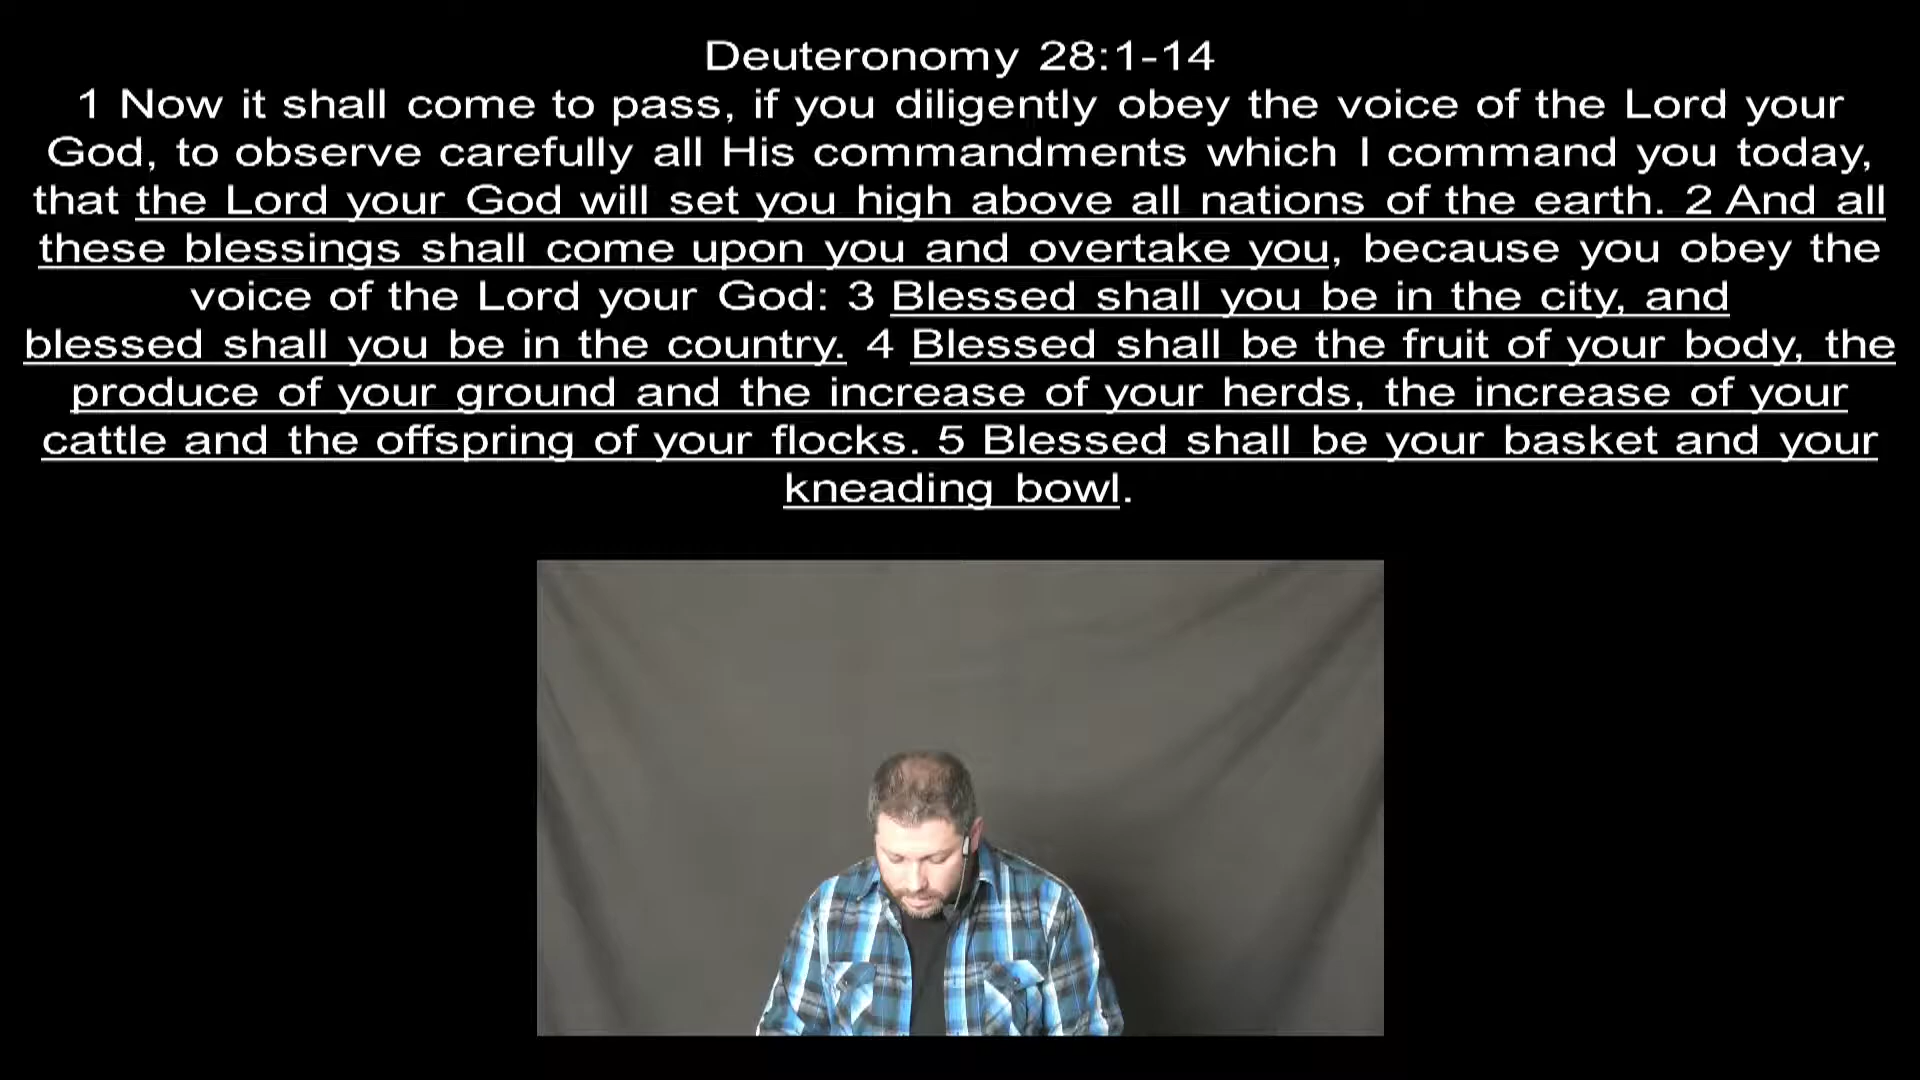 Deuteronomy 28:1-14
1 Now it shall come to pass, if you diligently obey the voice of the Lord your
God, to observe carefully all His commandments which I command you today,
that the Lord your God will set you high above all nations of the earth. 2 And all
these blessings shall come upon you and overtake you, because you obey the
voice of the Lord your God: 3 Blessed shall you be in the city, and
blessed shall you be in the country. 4 Blessed shall be the fruit of your body, the
produce of your ground and the increase of your herds, the increase of your
cattle and the offspring of your flocks. 5 Blessed shall be your basket and your
kneading bowl.